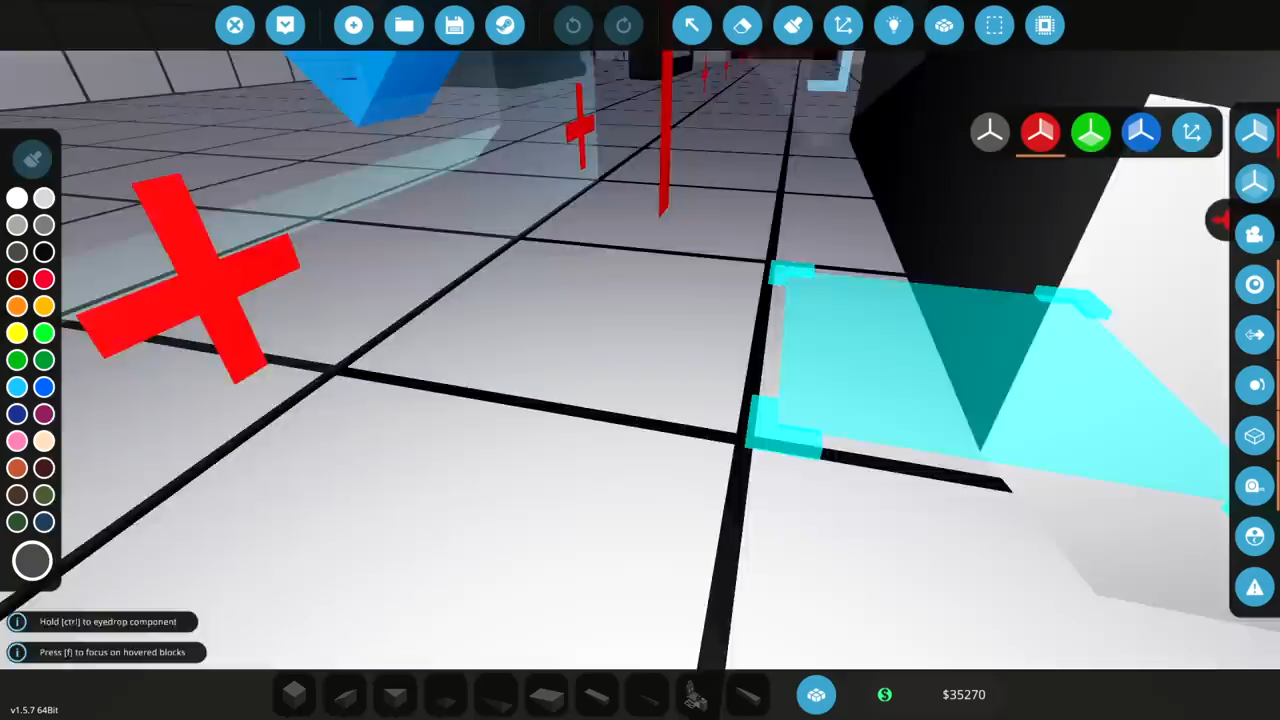 Hold [ctrl] to eyedrop component
Press [f] to focus on hovered blocks
v1.5.7 64Bit
$
$35270